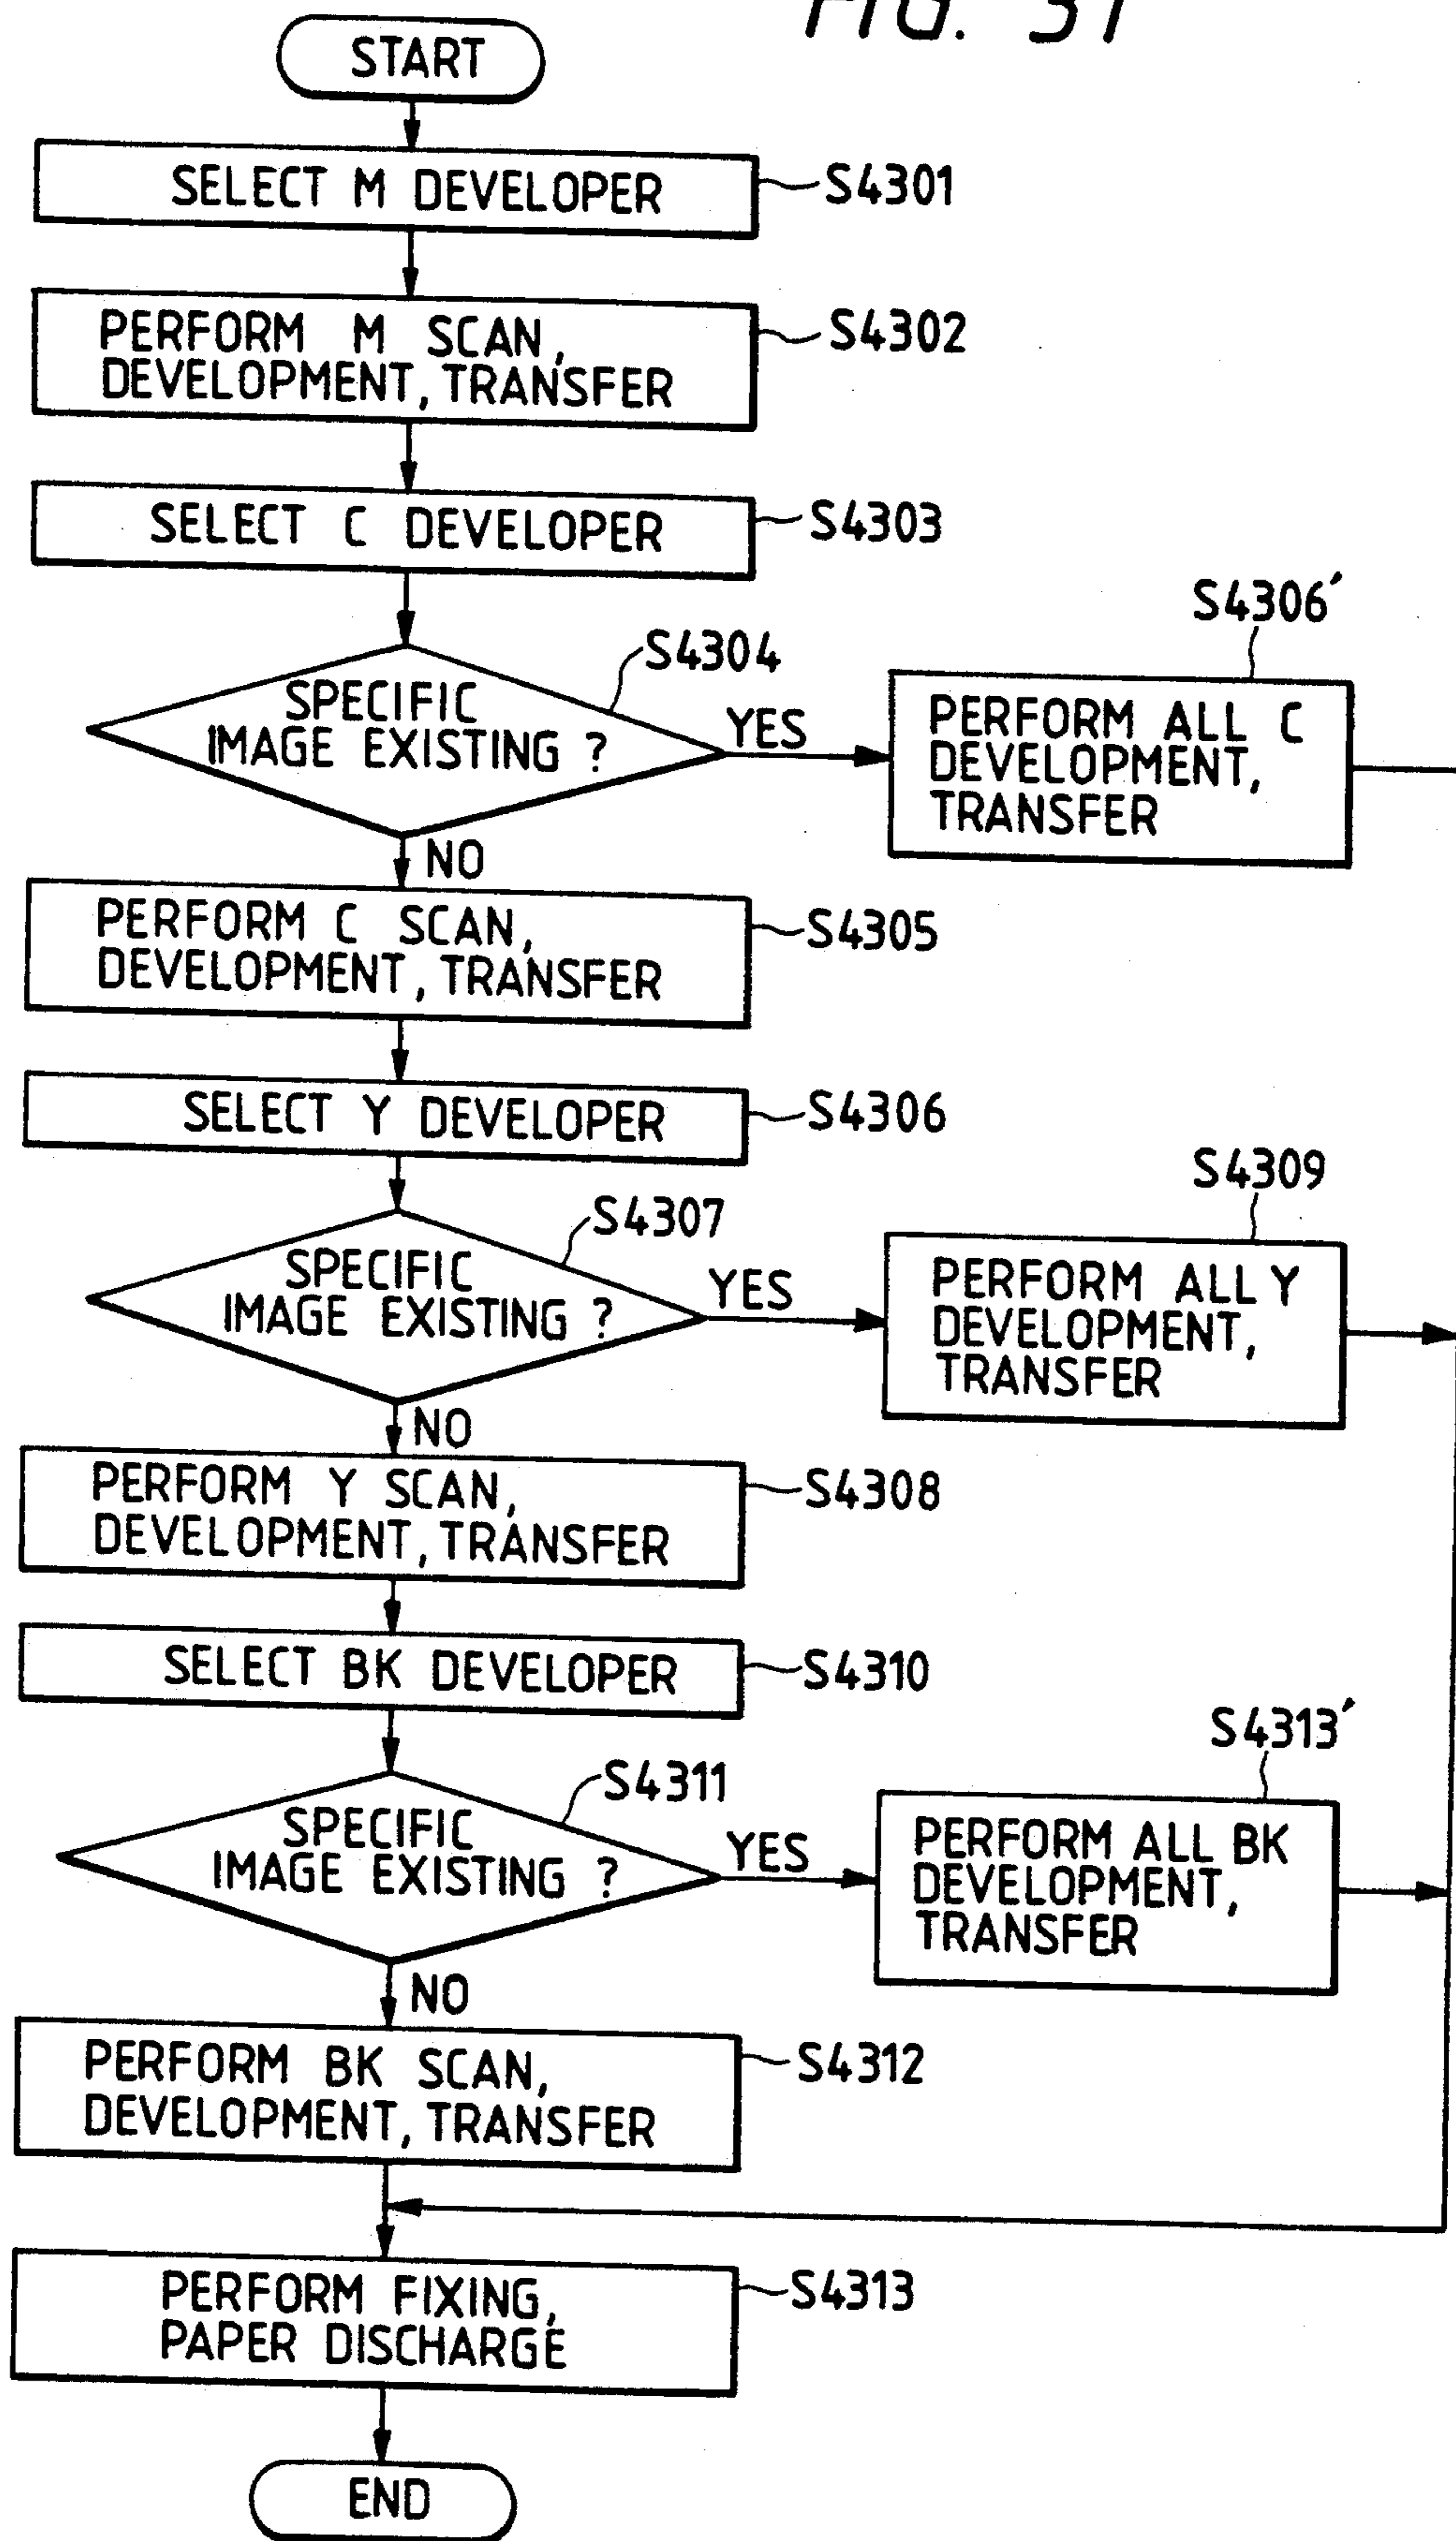 FIG. 31
START
SELECT M DEVELOPER
S4301
PERFORM M SCAN,
DEVELOPMENT, TRANSFER
S4302
SELECT C DEVELOPER
S4303
SPECIFIC
IMAGE EXISTING ?
S4304
YES
S4306'
PERFORM ALL C
DEVELOPMENT,
TRANSFER
NO
PERFORM C SCAN,
DEVELOPMENT, TRANSFER
S4305
SELECT Y DEVELOPER
S4306
SPECIFIC
IMAGE EXISTING ?
S4307
YES
S4309
PERFORM ALL Y
DEVELOPMENT,
TRANSFER
NO
PERFORM Y SCAN,
DEVELOPMENT, TRANSFER
S4308
SELECT BK DEVELOPER
S4310
SPECIFIC
IMAGE EXISTING ?
S4311
YES
S4313'
PERFORM ALL BK
DEVELOPMENT,
TRANSFER
NO
PERFORM BK SCAN,
DEVELOPMENT, TRANSFER
S4312
PERFORM FIXING,
PAPER DISCHARGE
S4313
END